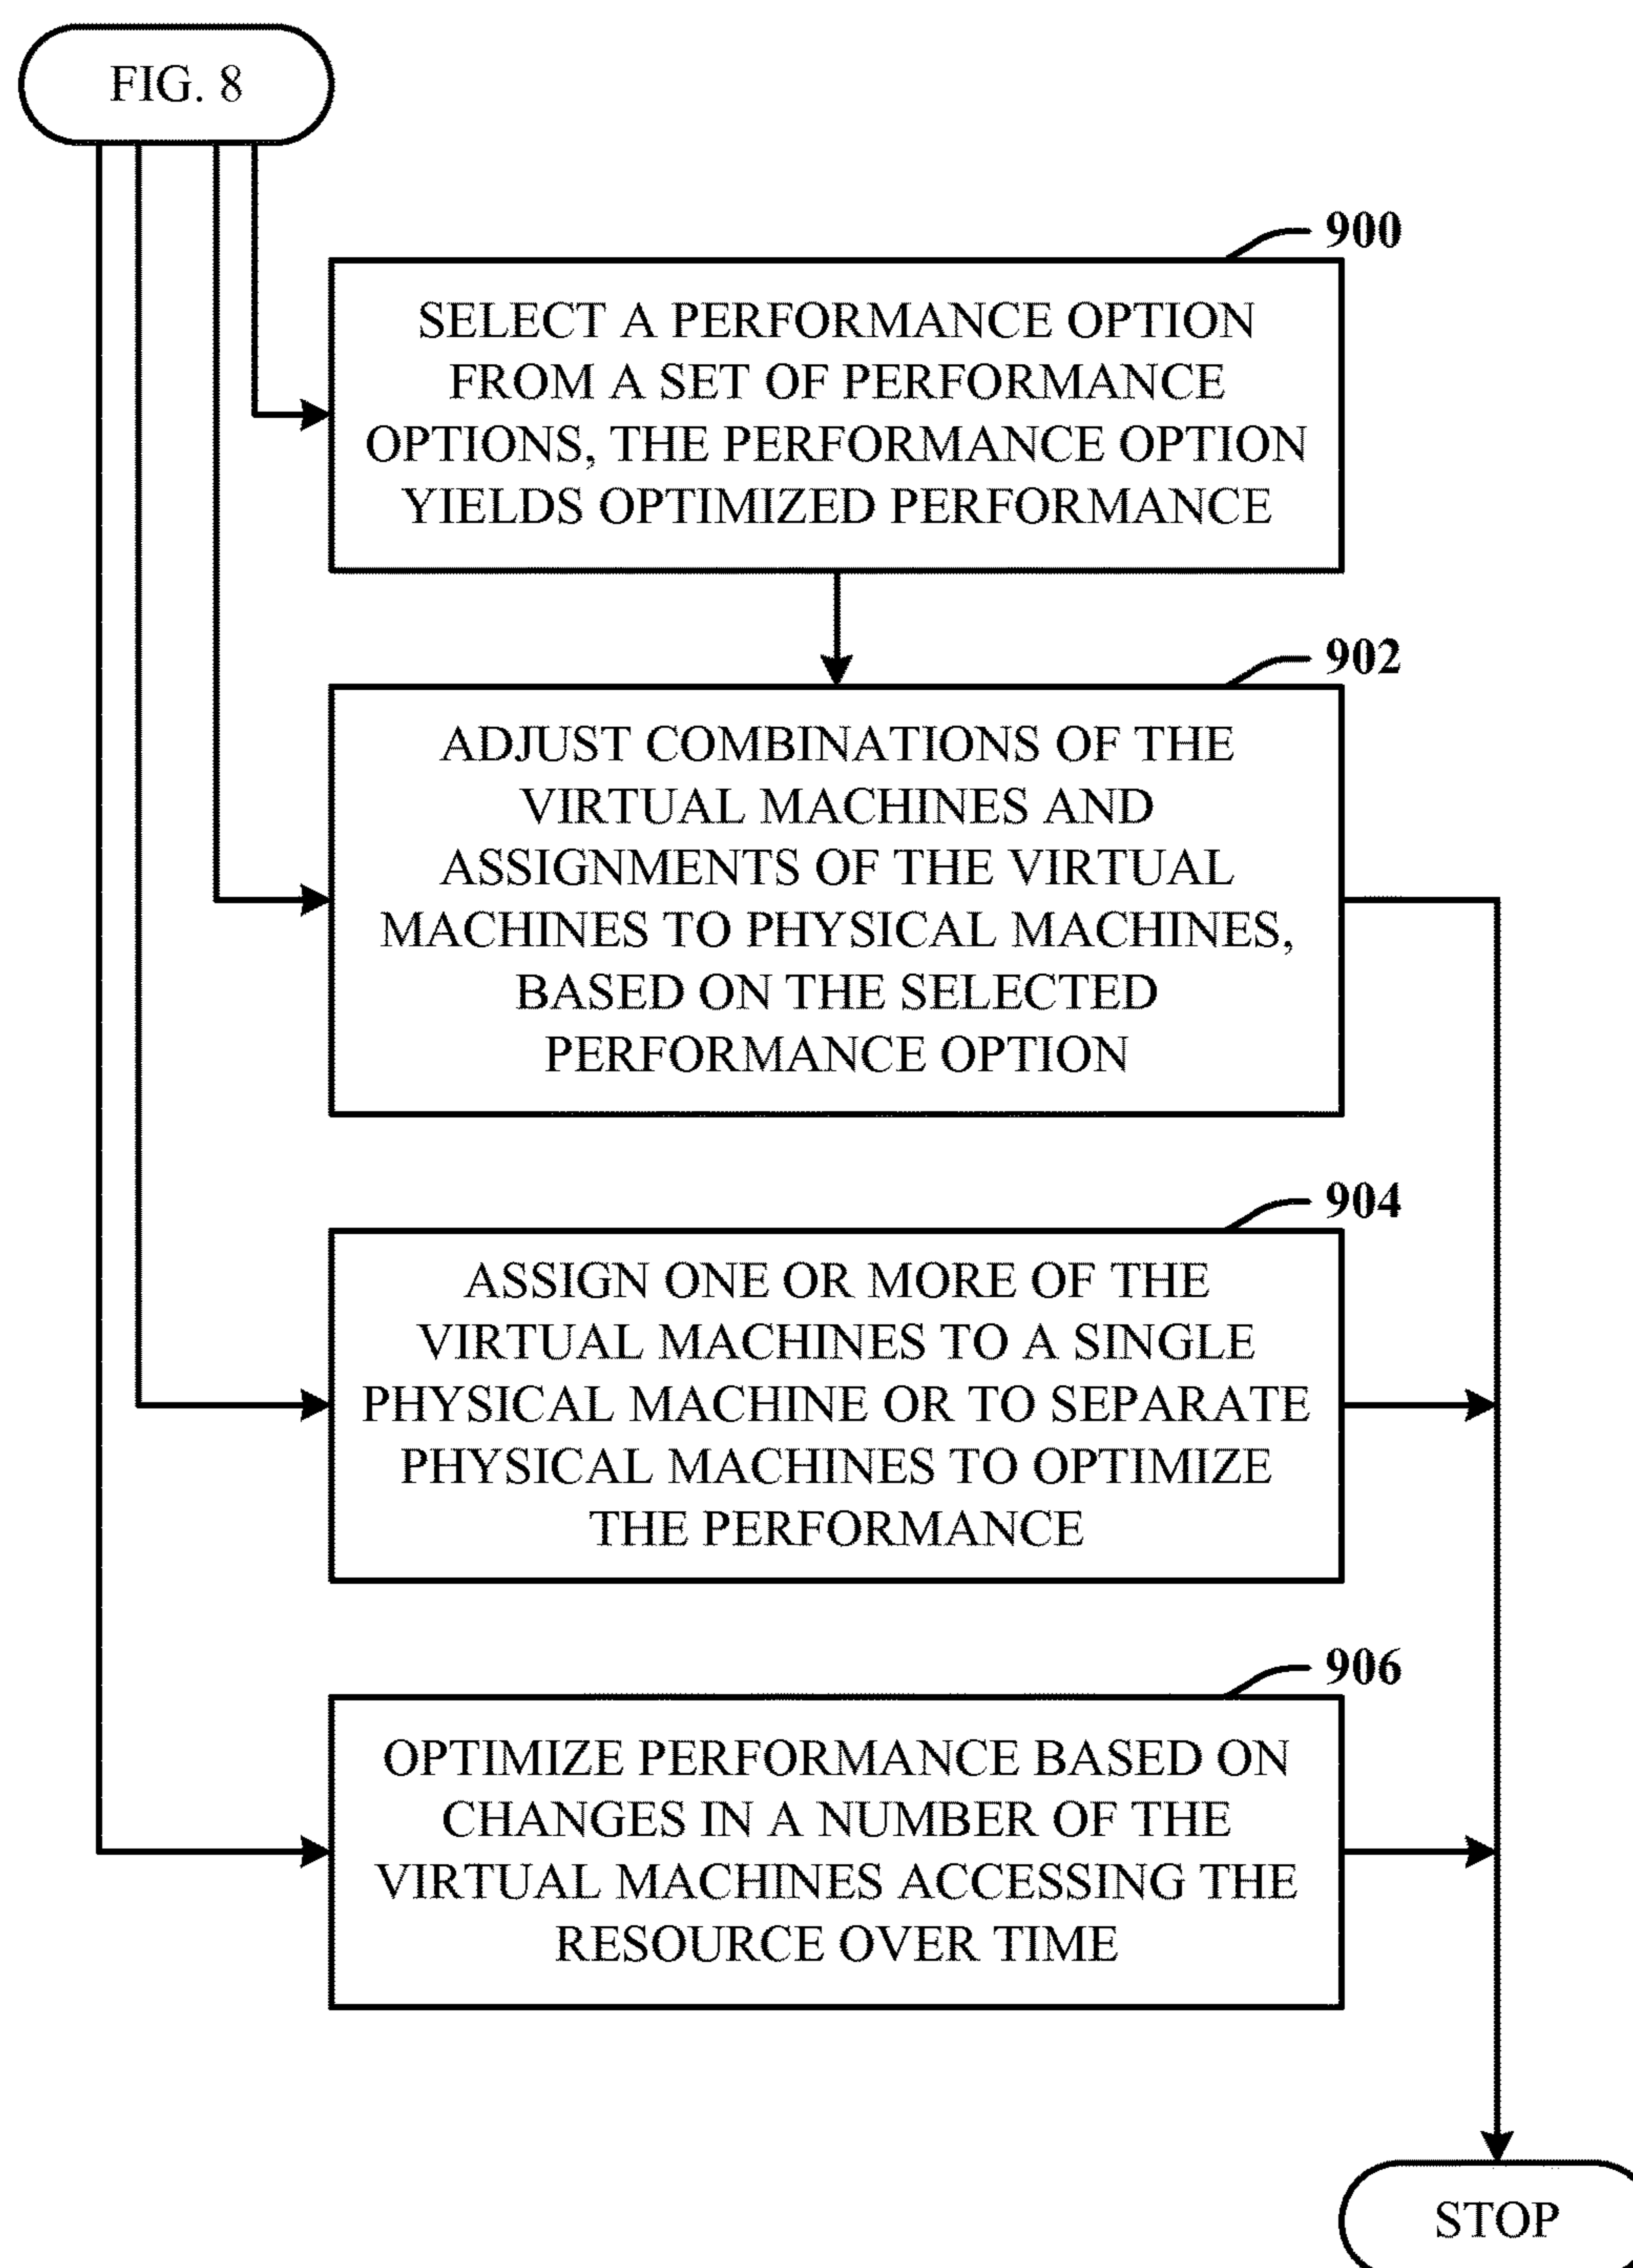 FIG. 8
900
SELECT A PERFORMANCE OPTION
FROM A SET OF PERFORMANCE
OPTIONS, THE PERFORMANCE OPTION
YIELDS OPTIMIZED PERFORMANCE
902
ADJUST COMBINATIONS OF THE
VIRTUAL MACHINES AND
ASSIGNMENTS OF THE VIRTUAL
MACHINES TO PHYSICAL MACHINES,
BASED ON THE SELECTED
PERFORMANCE OPTION
904
ASSIGN ONE OR MORE OF THE
VIRTUAL MACHINES TO A SINGLE
PHYSICAL MACHINE OR TO SEPARATE
PHYSICAL MACHINES TO OPTIMIZE
THE PERFORMANCE
906
OPTIMIZE PERFORMANCE BASED ON
CHANGES IN A NUMBER OF THE
VIRTUAL MACHINES ACCESSING THE
RESOURCE OVER TIME
STOP